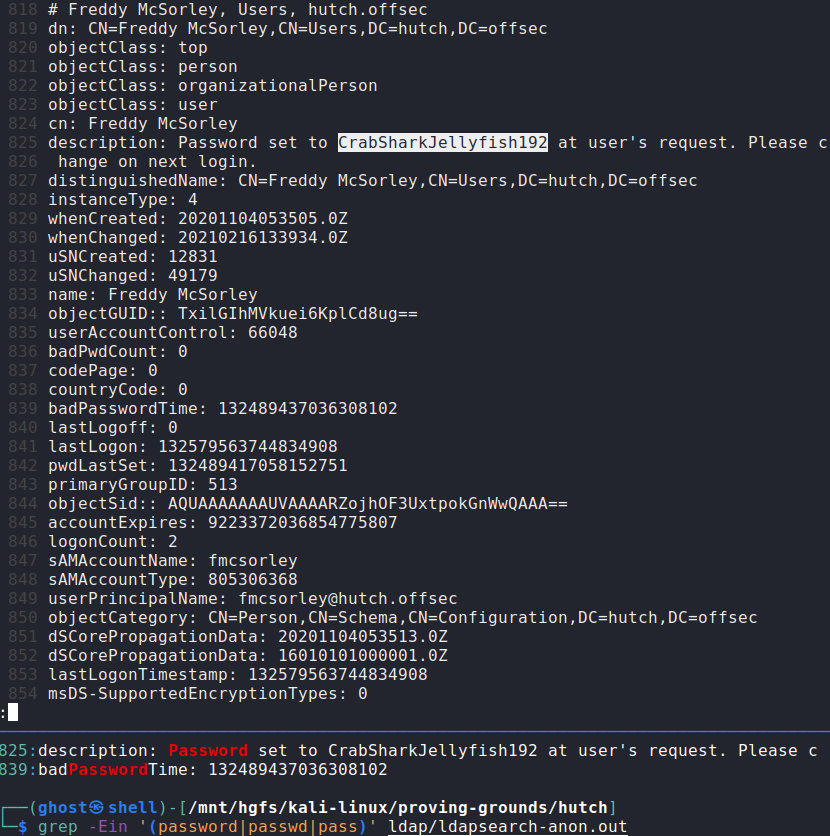 818 # Freddy McSorley, Users, hutch.offsec
819 dn: CN=Freddy McSorley,CN=Users,DC=hutch,DC=offsec
820 objectClass: top
821 objectClass: person
822 objectClass: organizationalPerson
823 objectClass: user
824 cn: Freddy McSorley
825 description: Password set to CrabSharkJellyfish192 at user's request. Please c
826  hange on next login.
827 distinguishedName: CN=Freddy McSorley,CN=Users,DC=hutch,DC=offsec
828 instanceType: 4
829 whenCreated: 20201104053505.0Z
830 whenChanged: 20210216133934.0Z
831 uSNCreated: 12831
832 uSNChanged: 49179
833 name: Freddy McSorley
834 objectGUID:: TxilGIhMVkuei6KplCd8ug==
835 userAccountControl: 66048
836 badPwdCount: 0
837 codePage: 0
838 countryCode: 0
839 badPasswordTime: 132489437036308102
840 lastLogoff: 0
841 lastLogon: 132579563744834908
842 pwdLastSet: 132489417058152751
843 primaryGroupID: 513
844 objectSid:: AQUAAAAAAAUVAAAARZojhOF3UxtpokGnWwQAAA==
845 accountExpires: 9223372036854775807
846 logonCount: 2
847 sAMAccountName: fmcsorley
848 sAMAccountType: 805306368
849 userPrincipalName: fmcsorley@hutch.offsec
850 objectCategory: CN=Person,CN=Schema,CN=Configuration,DC=hutch,DC=offsec
851 dSCorePropagationData: 20201104053513.0Z
852 dSCorePropagationData: 16010101000001.0Z
853 lastLogonTimestamp: 132579563744834908
854 msDS-SupportedEncryptionTypes: 0
:
825:description: Password set to CrabSharkJellyfish192 at user's request. Please c
839:badPasswordTime: 132489437036308102
┌──(ghost㉿shell)-[/mnt/hgfs/kali-linux/proving-grounds/hutch]
└─$ grep -Ein '(password|passwd|pass)' ldap/ldapsearch-anon.out